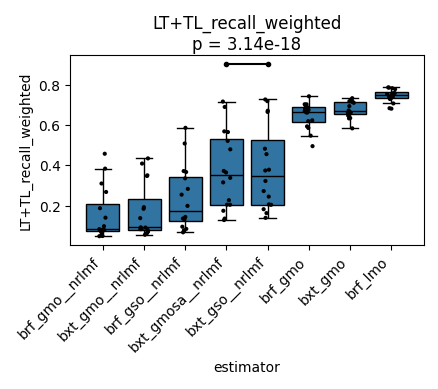 LT+TL_recall_weighted
p = 3.14e-18
LT+TL_recall_weighted
0.8
0.6
0.4
0.2
brf_gmo__nrlmf
bxt_gmo__nrlmf
brf_gso__nrlmf
bxt_gmosa__nrlmf
bxt_gso__nrlmf
brf_gmo
bxt_gmo
brf_lmo
estimator